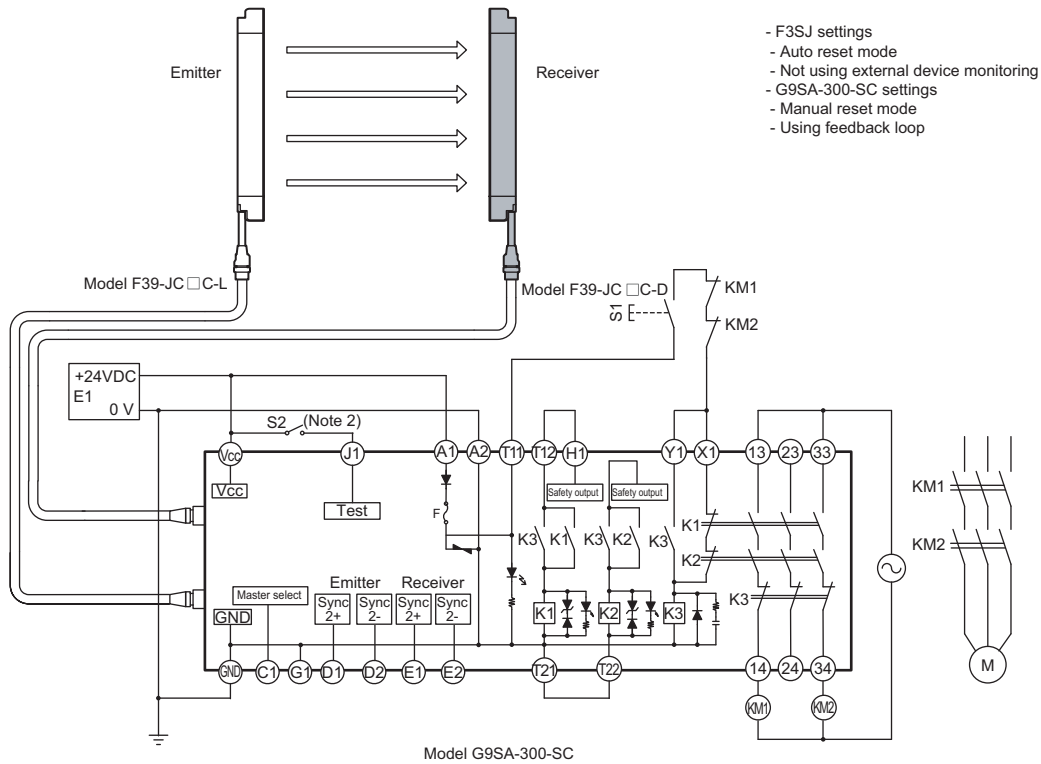 - F3SJ settings
- Auto reset mode
- Not using external device monitoring
- G9SA-300-SC settings
- Manual reset mode
- Using feedback loop
Emitter
Receiver
Model F39-JC □C-L
Model F39-JC □C-D
S1
KM1
KM2
+24VDC
E1
0 V
S2
(Note 2)
Vcc
J1
A1
A2
T11
T12
H1
Y1
X1
13
23
33
Vcc
Test
F
Safety output
Safety output
K3
K1
K3
K2
K3
K1
K2
K3
KM1
KM2
Master select
Emitter
Receiver
GND
Sync 2+
Sync 2-
Sync 2+
Sync 2-
K1
K2
K3
GND
C1
G1
D1
D2
E1
E2
T21
T22
14
24
34
M
KM1
KM2
Model G9SA-300-SC